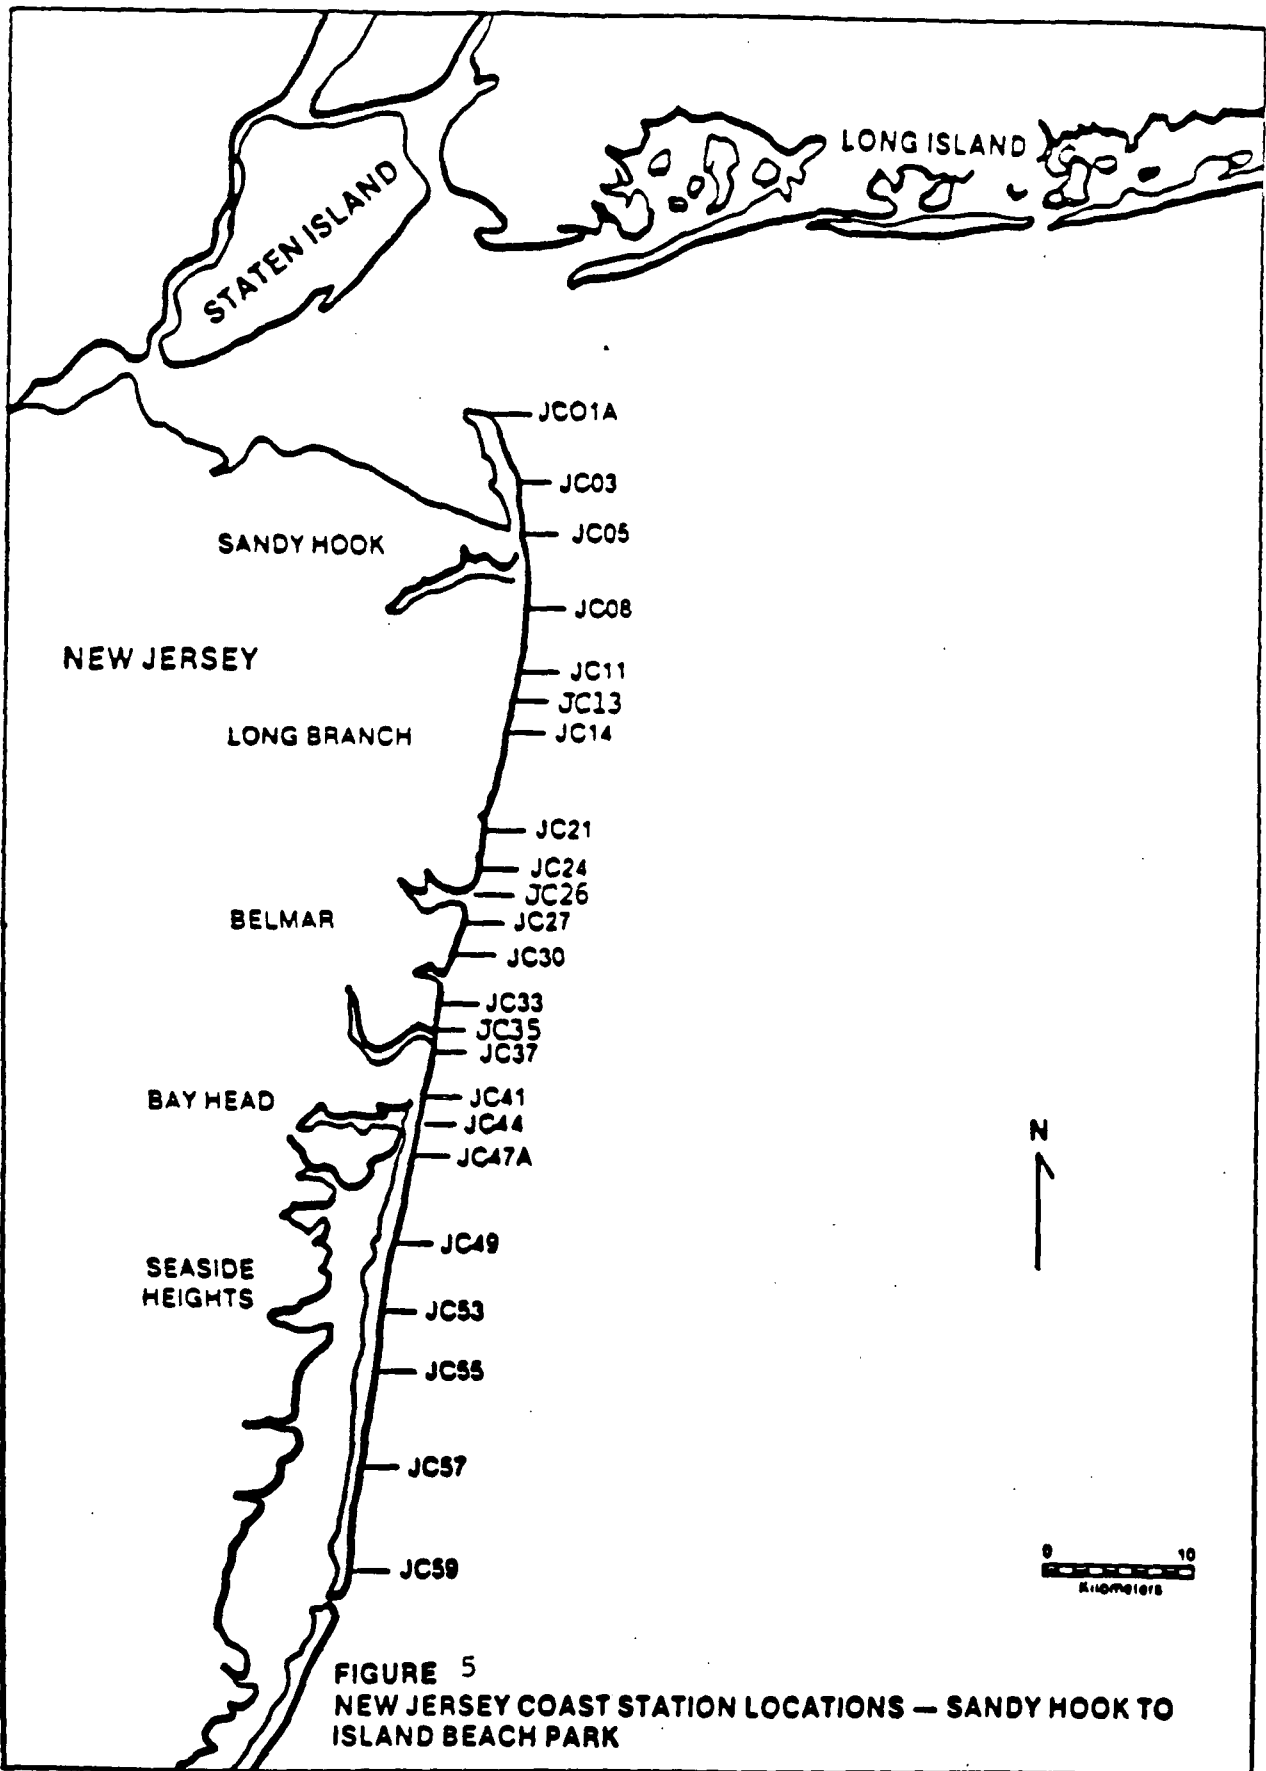 LONG ISLAND
STATEN ISLAND
JC01A
JC03
JC05
SANDY HOOK
JC08
NEW JERSEY
JC11
JC13
JC14
LONG BRANCH
JC21
JC24
JC26
JC27
BELMAR
JC30
JC33
JC35
JC37
JC41
BAY HEAD
JC44
JC47A
N
JC49
SEASIDE
HEIGHTS
JC53
JC55
JC57
0 10
Kilometers
JC59
FIGURE 5
NEW JERSEY COAST STATION LOCATIONS — SANDY HOOK TO
ISLAND BEACH PARK